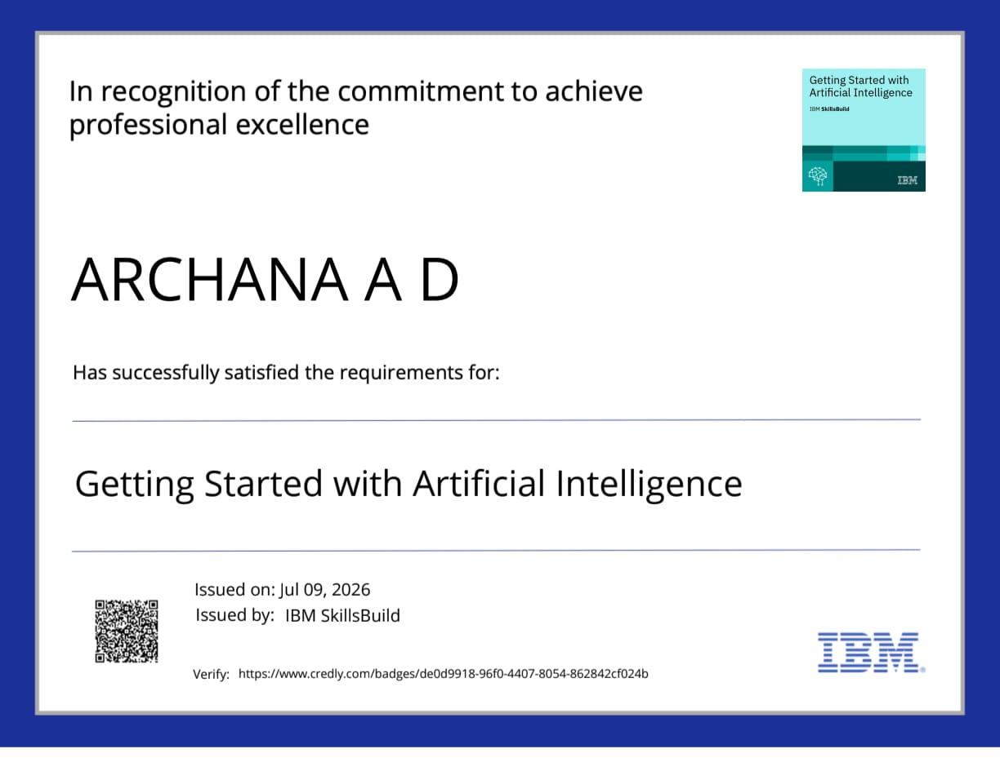 In recognition of the commitment to achieve
professional excellence
Getting Started with
Artificial Intelligence
IBM SkillsBuild
IBM
ARCHANA A D
Has successfully satisfied the requirements for:
Getting Started with Artificial Intelligence
Issued on: Jul 09, 2026
Issued by: IBM SkillsBuild
Verify: https://www.credly.com/badges/de0d9918-96f0-4407-8054-862842cf024b
IBM®